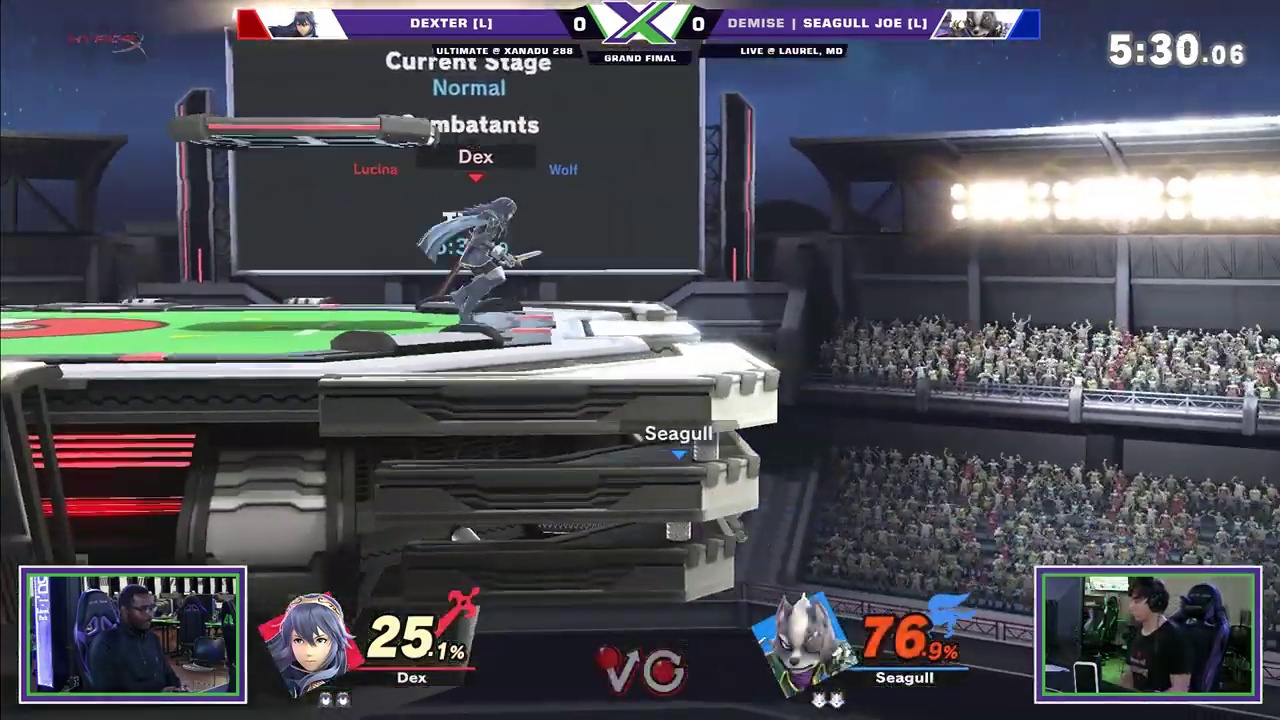 DEXTER [L]
0
0
DEMISE | SEAGULL JOE [L]
ULTIMATE @ XANADU 288
GRAND FINAL
LIVE @ LAUREL, MD
5:30.06
HYPERX
Current Stage
Normal
mbatants
Dex
Lucina
Wolf
Seagull
25.1%
Dex
76.9%
Seagull